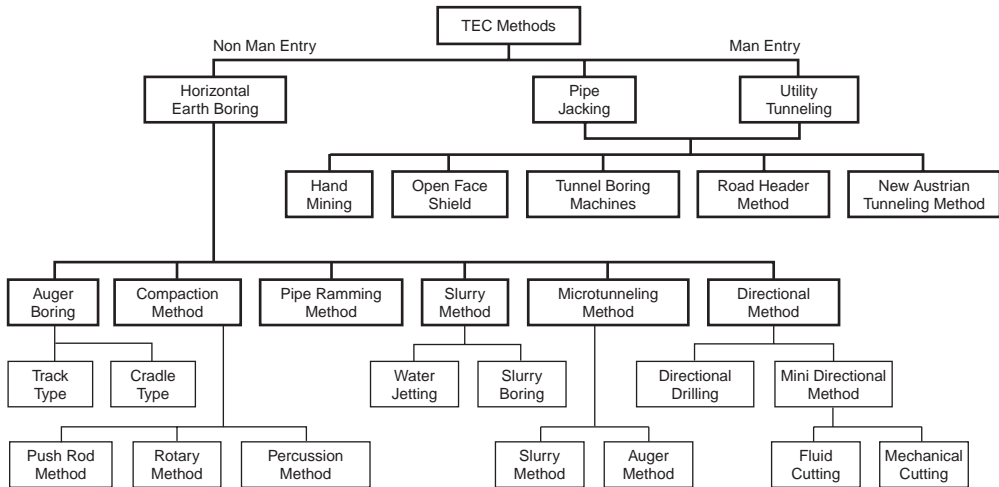 TEC Methods
Non Man Entry
Man Entry
Horizontal
Earth Boring
Pipe
Jacking
Utility
Tunneling
Hand
Mining
Open Face
Shield
Tunnel Boring
Machines
Road Header
Method
New Austrian
Tunneling Method
Auger
Boring
Compaction
Method
Pipe Ramming
Method
Slurry
Method
Microtunneling
Method
Directional
Method
Track
Type
Cradle
Type
Water
Jetting
Slurry
Boring
Directional
Drilling
Mini Directional
Method
Push Rod
Method
Rotary
Method
Percussion
Method
Slurry
Method
Auger
Method
Fluid
Cutting
Mechanical
Cutting